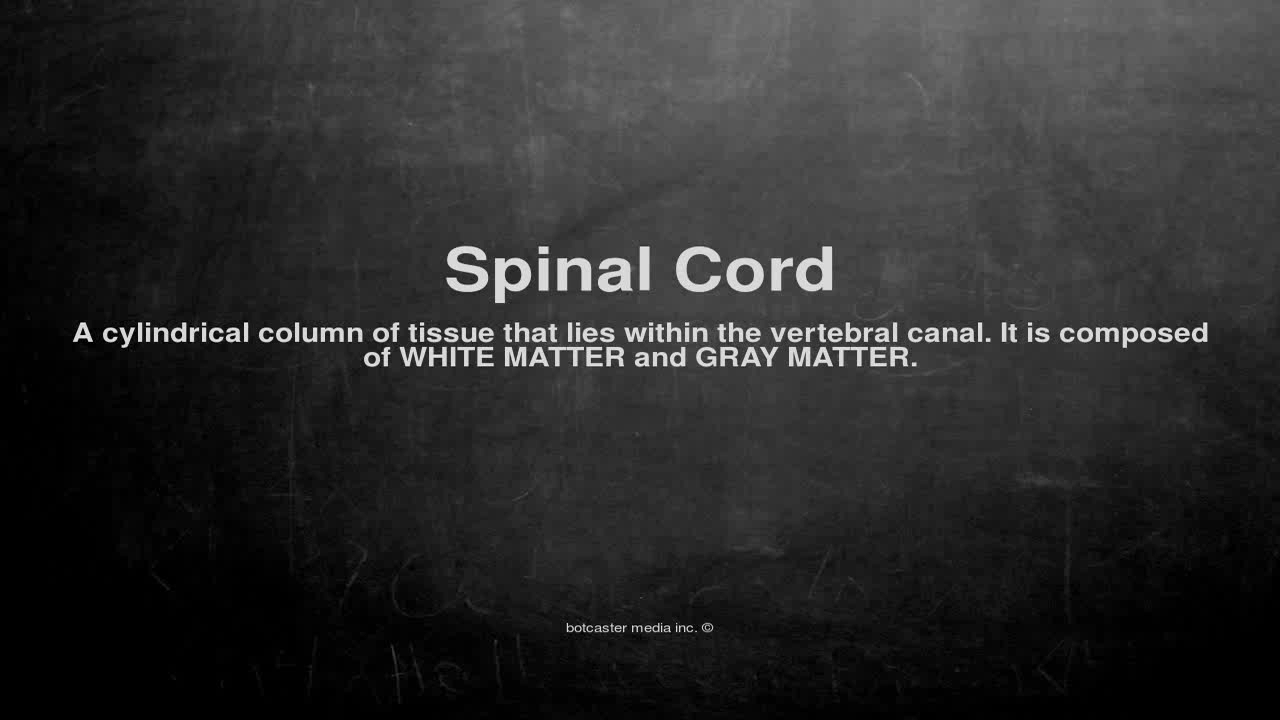 Spinal Cord
A cylindrical column of tissue that lies within the vertebral canal. It is composed
of WHITE MATTER and GRAY MATTER.
botcaster media inc. ©